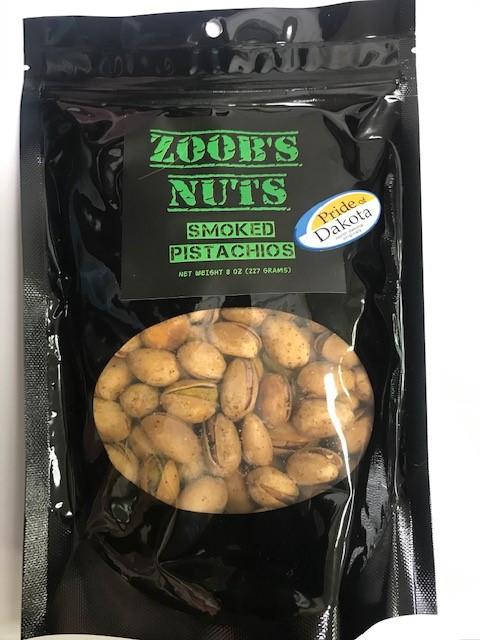 ZOOB'S
NUTS
SMOKED
PISTACHIOS
NET WEIGHT 8 OZ (227 GRAMS)
Pride of
Dakota